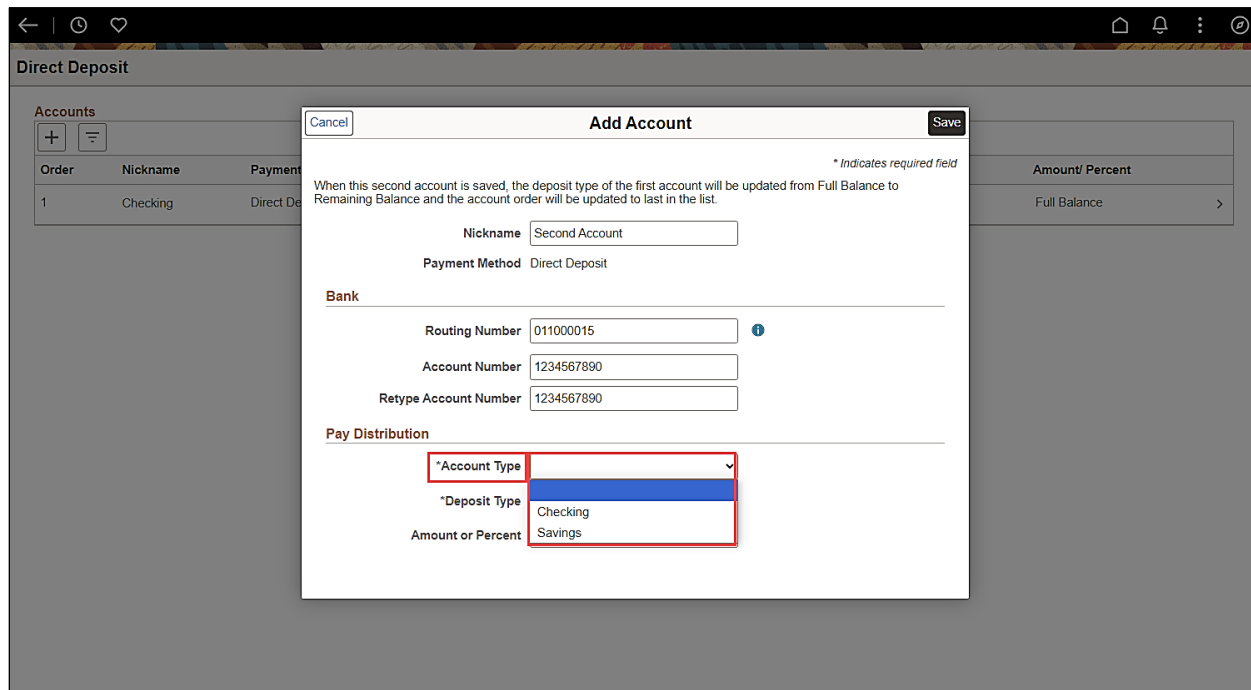 Direct Deposit
Accounts
Order Nickname Payment Amount/ Percent
1 Checking Direct De Full Balance
Cancel Add Account Save
* Indicates required field
When this second account is saved, the deposit type of the first account will be updated from Full Balance to
Remaining Balance and the account order will be updated to last in the list.
Nickname Second Account
Payment Method Direct Deposit
Bank
Routing Number 011000015
Account Number 1234567890
Retype Account Number 1234567890
Pay Distribution
*Account Type
*Deposit Type
Checking
Amount or Percent
Savings